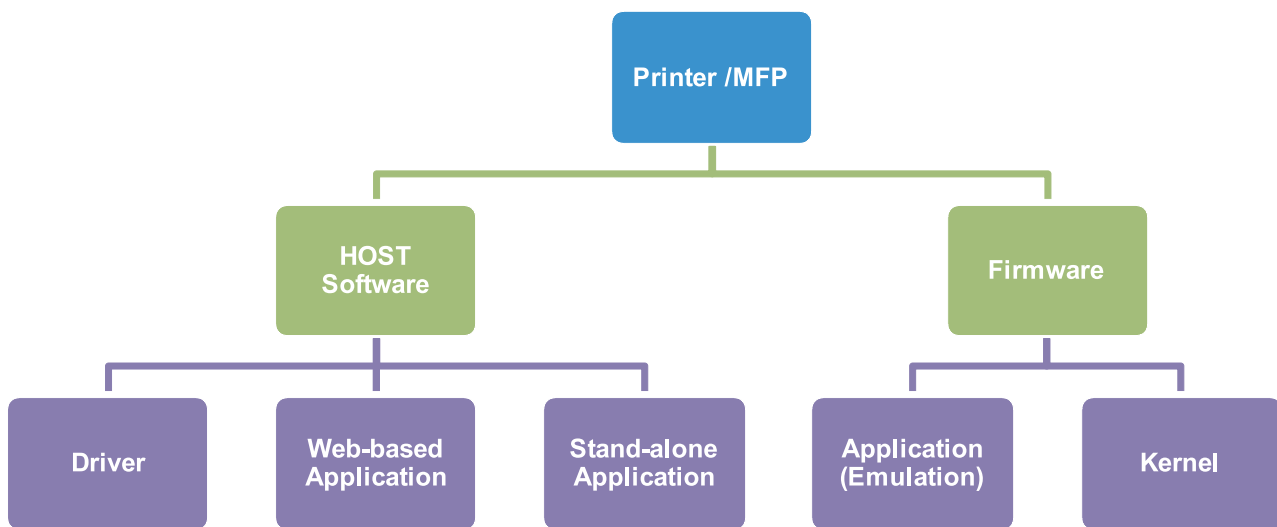 Printer /MFP
HOST
Software
Firmware
Driver
Web-based
Application
Stand-alone
Application
Application
(Emulation)
Kernel